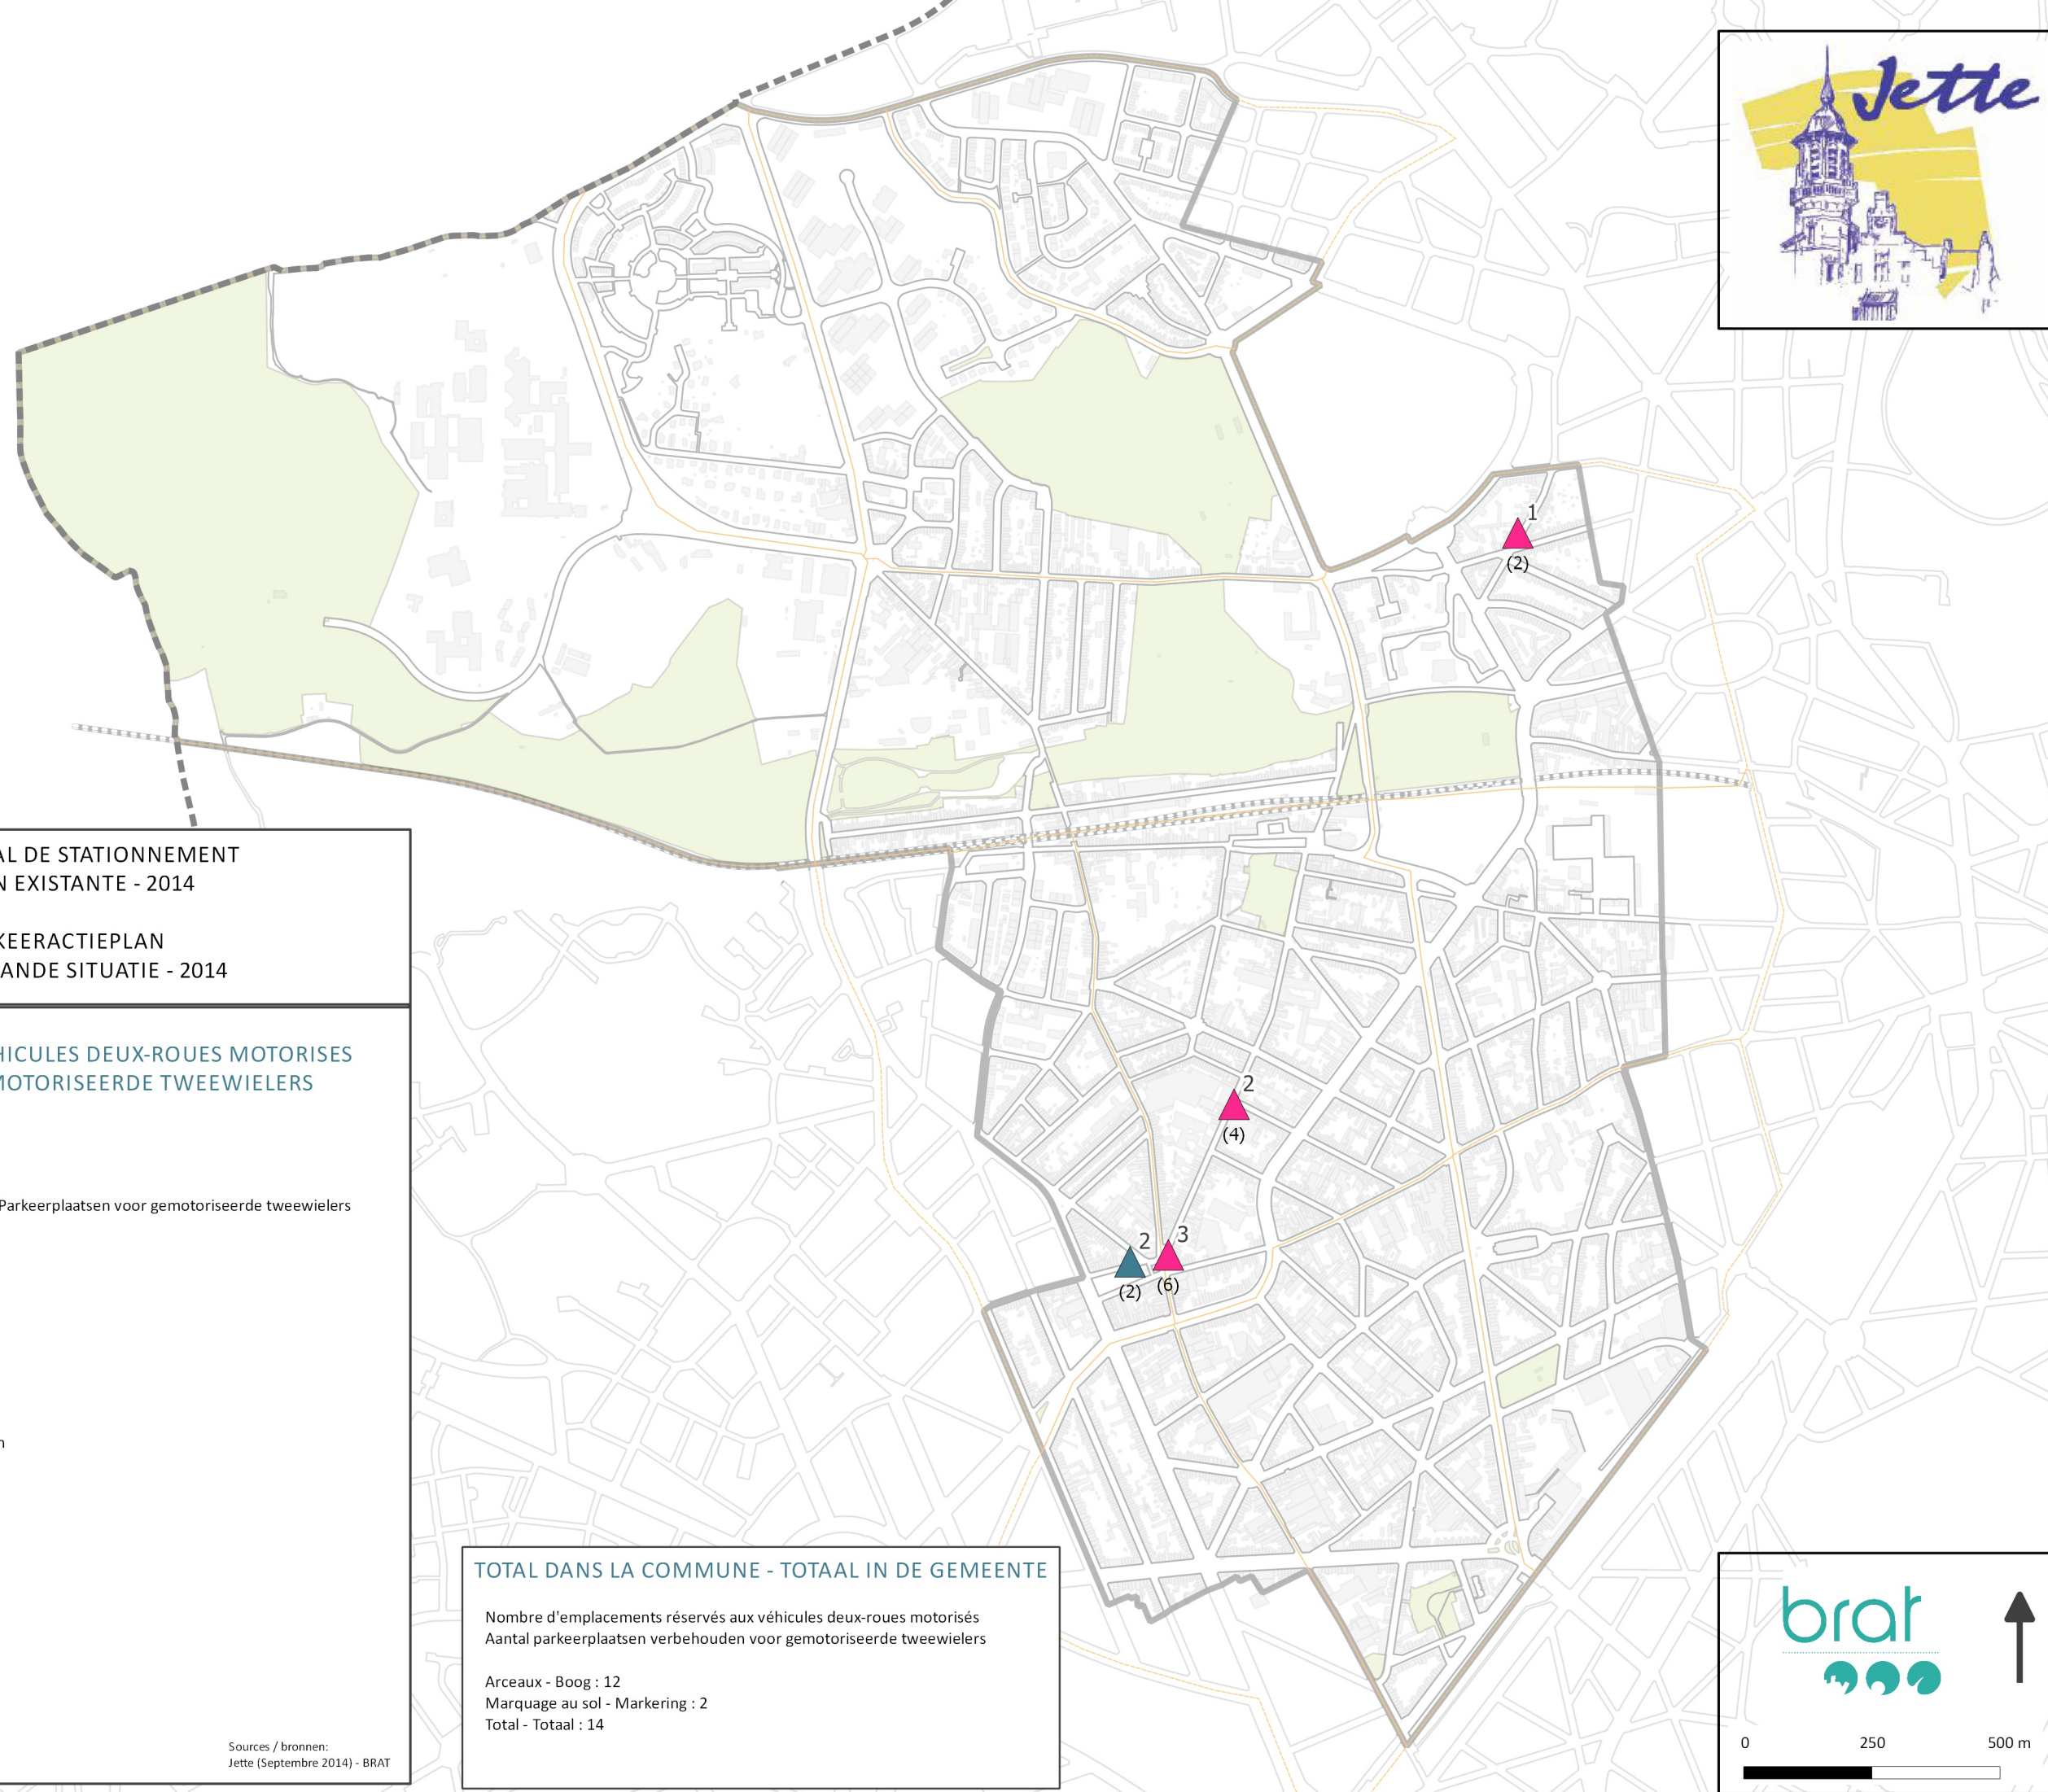 Jette
1
(2)
2
(4)
2
3
(2)
(6)
AL DE STATIONNEMENT
N EXISTANTE - 2014
KEERACTIEPLAN
ANDE SITUATIE - 2014
HICULES DEUX-ROUES MOTORISES
MOTORISEERDE TWEEWIELERS
Parkeerplaatsen voor gemotoriseerde tweewielers
n
Sources / bronnen:
Jette (Septembre 2014) - BRAT
TOTAL DANS LA COMMUNE - TOTAAL IN DE GEMEENTE
Nombre d'emplacements réservés aux véhicules deux-roues motorisés
Aantal parkeerplaatsen verbehouden voor gemotoriseerde tweewielers
Arceaux - Boog : 12
Marquage au sol - Markering : 2
Total - Totaal : 14
brat
0 250 500 m